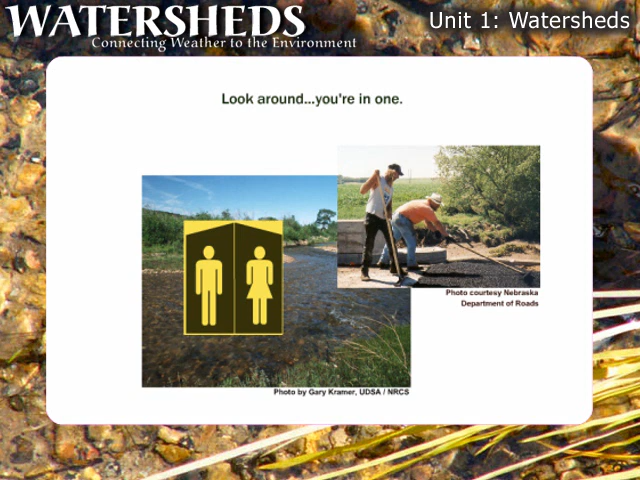 WATERSHEDS
Connecting Weather to the Environment
Unit 1: Watersheds
Look around...you're in one.
Photo courtesy Nebraska
Department of Roads
Photo by Gary Kramer, UDSA / NRCS